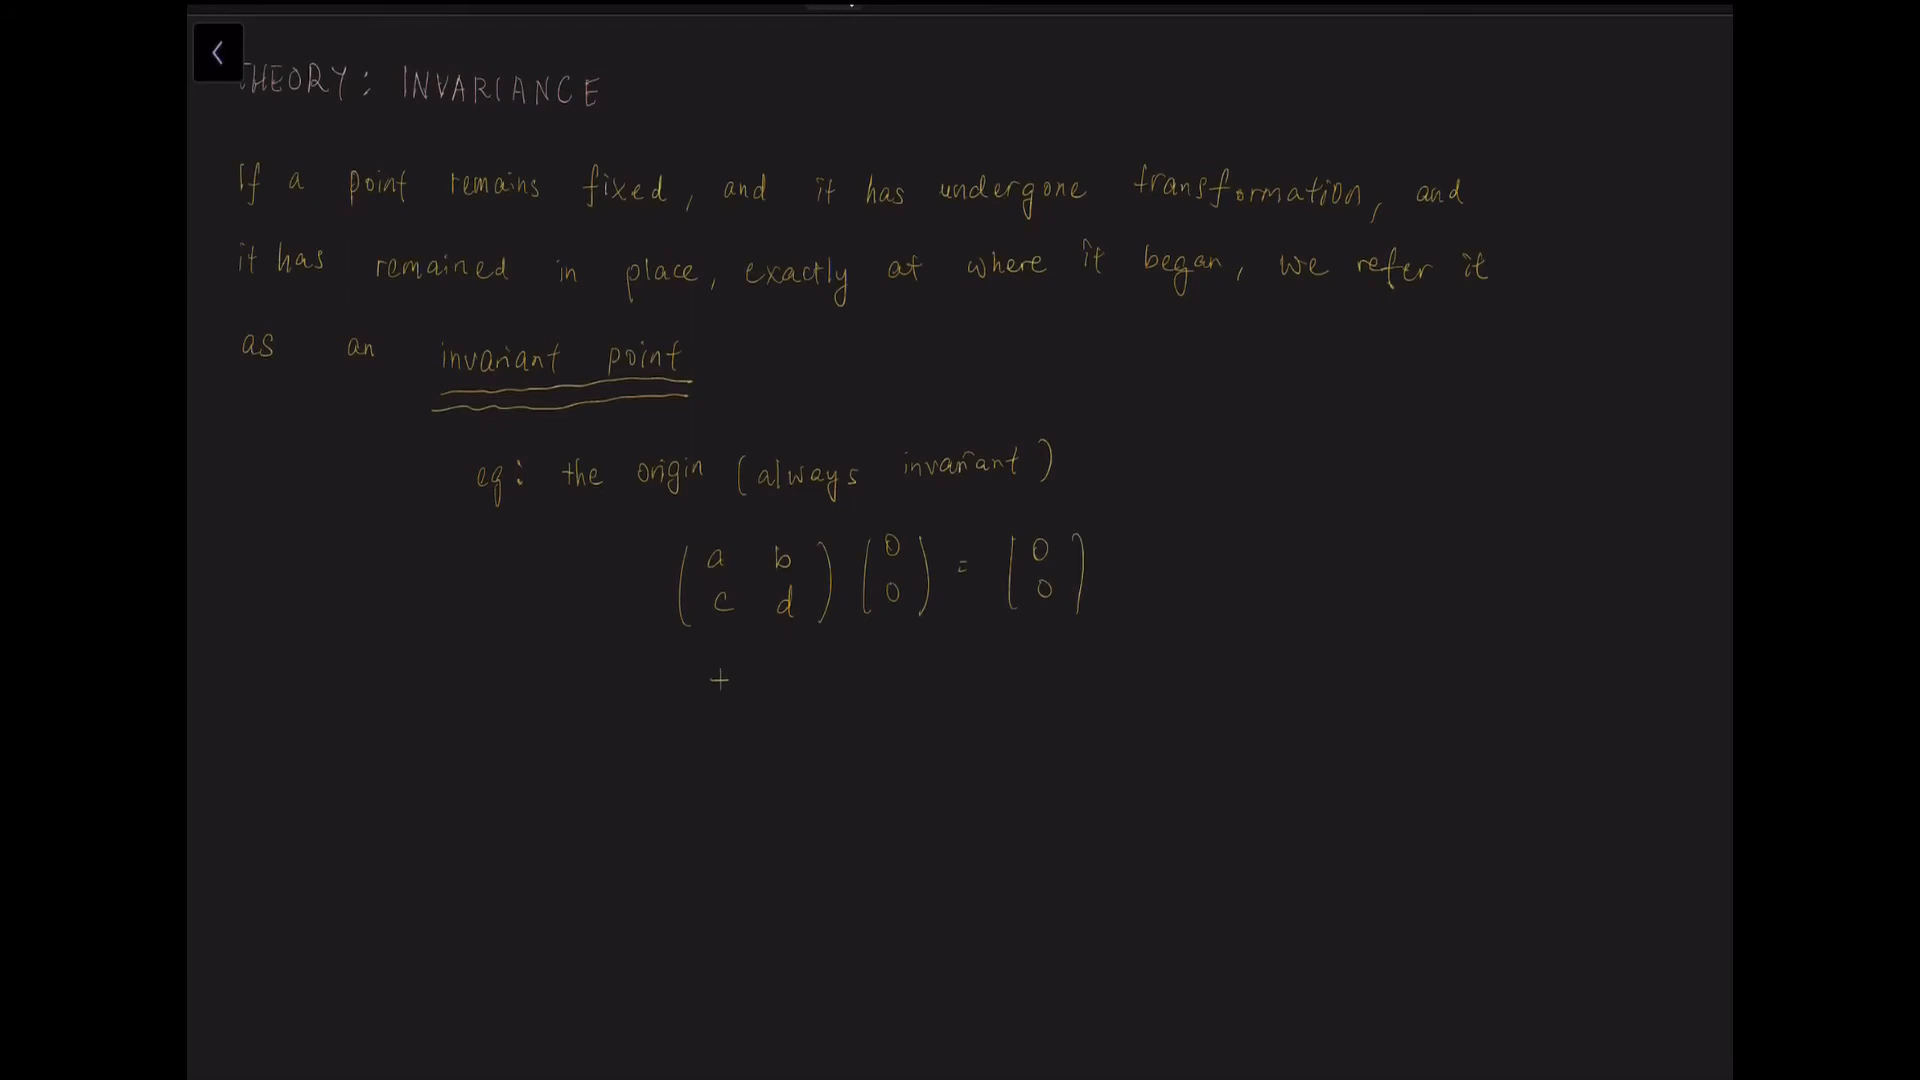 THEORY: INVARIANCE
If a point remains fixed, and it has undergone transformation, and
it has remained in place, exactly at where it began, we refer it
as an invariant point
eg: the origin (always invariant)
( a b ) ( 0 ) = ( 0 )
( c d ) ( 0 ) ( 0 )
+